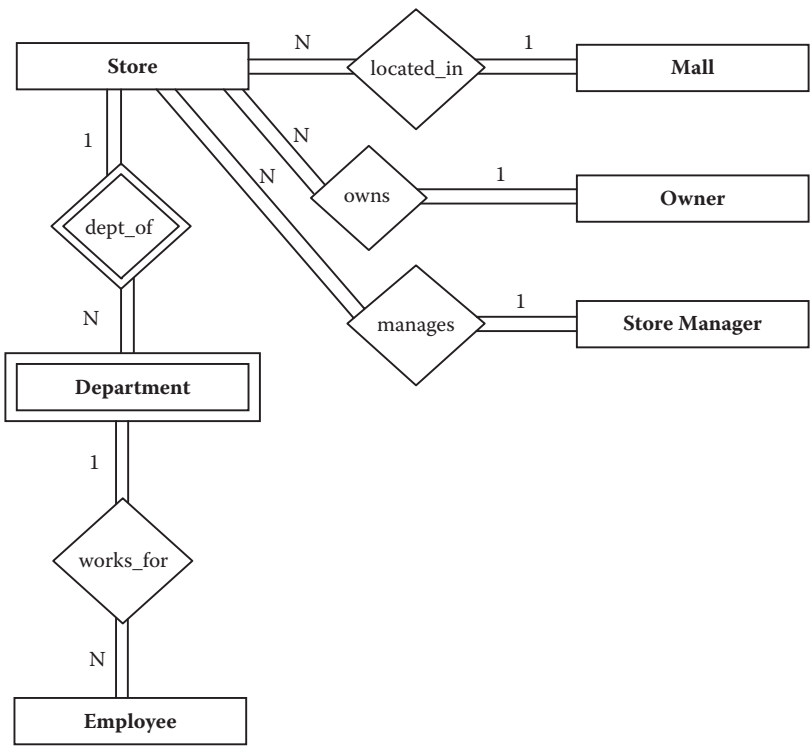 Store
N
located_in
1
Mall
1
N
owns
1
Owner
N
dept_of
manages
1
Store Manager
N
Department
1
works_for
N
Employee